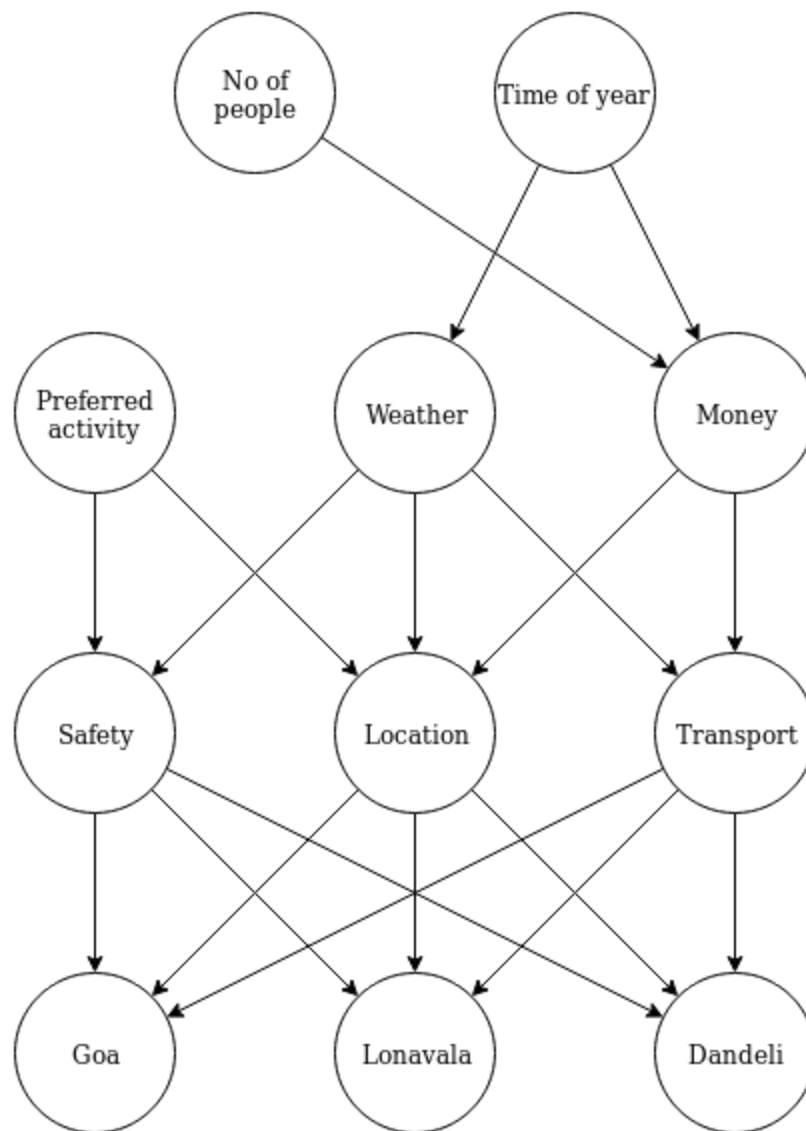 No of
people
Time of year
Preferred
activity
Weather
Money
Safety
Location
Transport
Goa
Lonavala
Dandeli